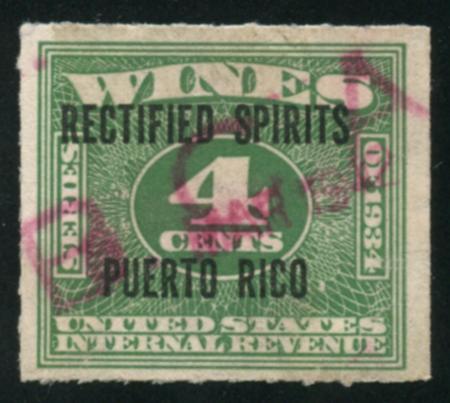 WINES
RECTIFIED SPIRITS
SERIES
OF 1934
4
CENTS
PUERTO RICO
UNITED STATES
INTERNAL REVENUE